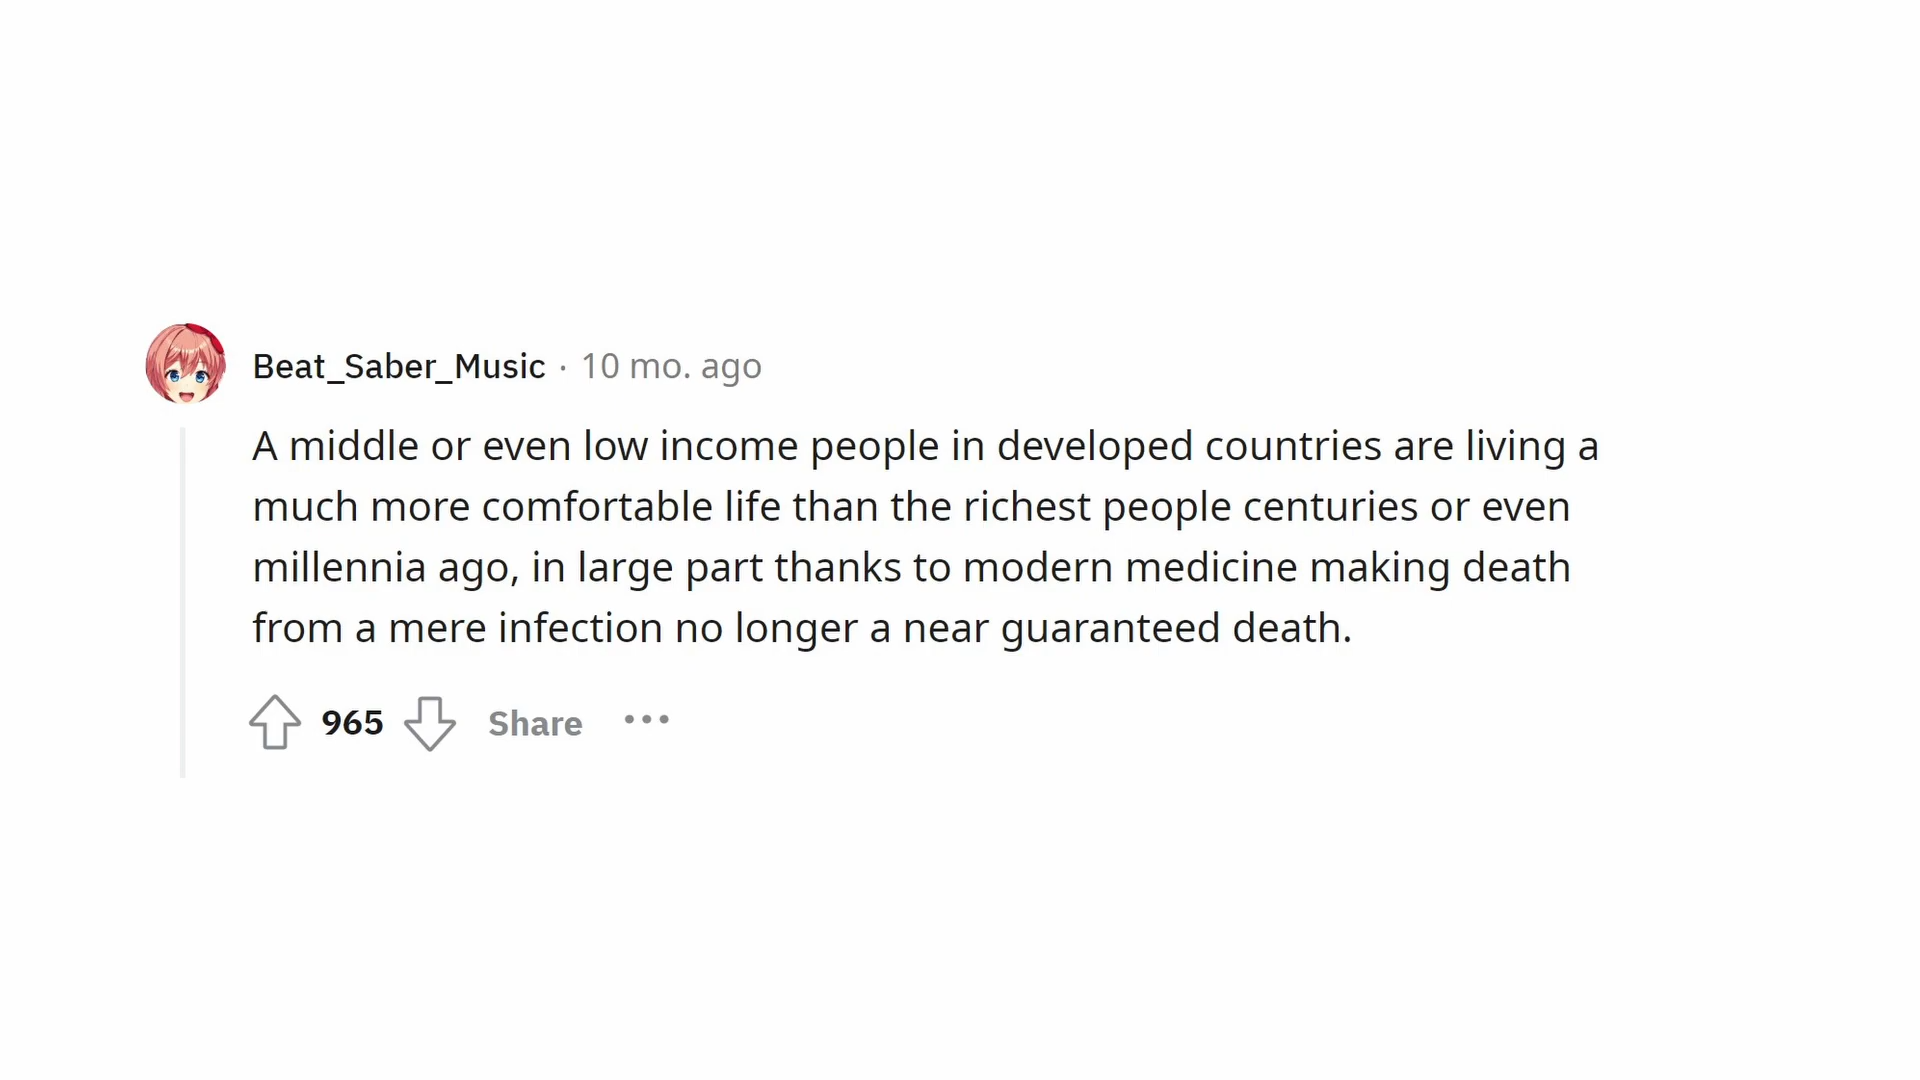 Beat_Saber_Music · 10 mo. ago
A middle or even low income people in developed countries are living a
much more comfortable life than the richest people centuries or even
millennia ago, in large part thanks to modern medicine making death
from a mere infection no longer a near guaranteed death.
965 Share •••